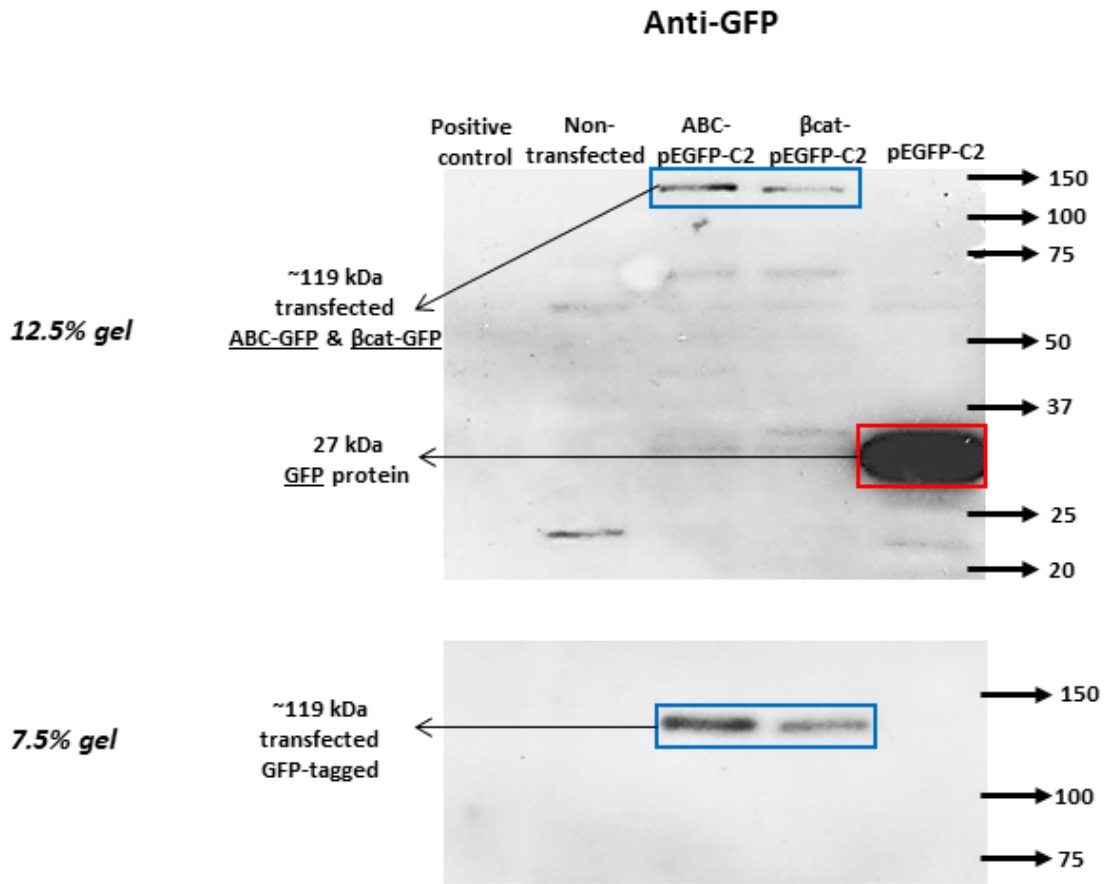 Anti-GFP
Positive
control
Non-
transfected
ABC-
pEGFP-C2
βcat-
pEGFP-C2
pEGFP-C2
150
100
75
50
37
25
20
12.5% gel
~119 kDa
transfected
ABC-GFP & βcat-GFP
27 kDa
GFP protein
7.5% gel
~119 kDa
transfected
GFP-tagged
150
100
75